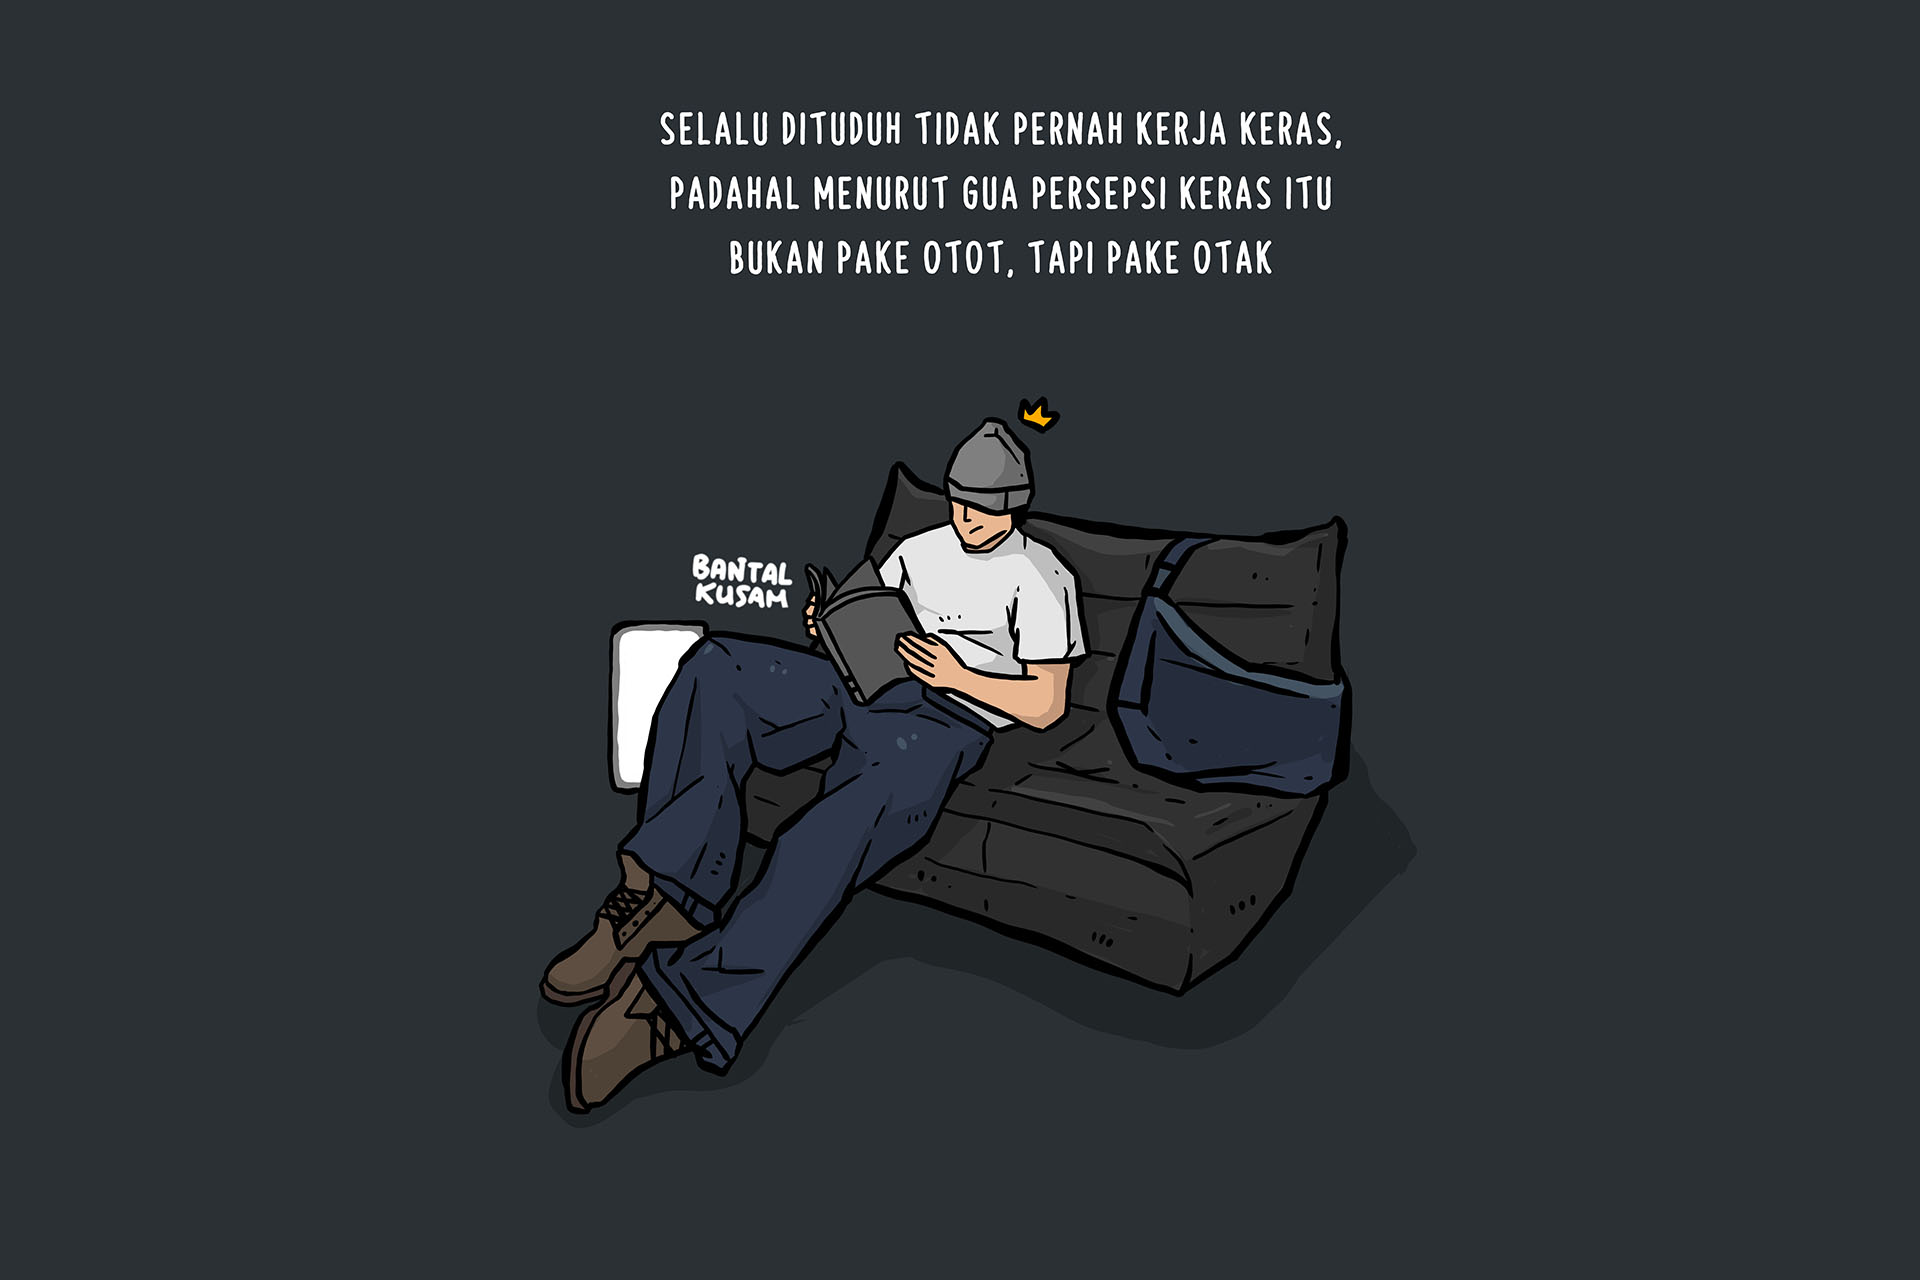 SELALU DITUDUH TIDAK PERNAH KERJA KERAS,
PADAHAL MENURUT GUA PERSEPSI KERAS ITU
BUKAN PAKE OTOT, TAPI PAKE OTAK
BANTAL
KUSAM